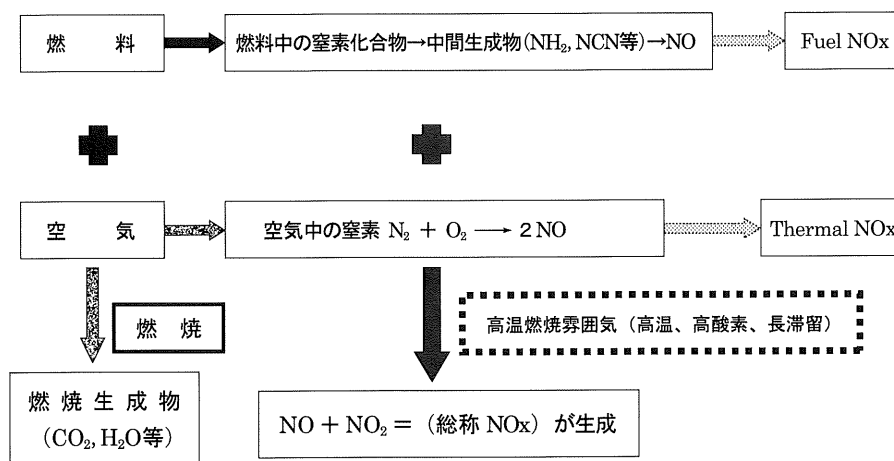 燃 料
燃料中の窒素化合物→中間生成物(NH₂, NCN等)→NO
Fuel NOx
空 気
空気中の窒素 N₂ + O₂ ⟶ 2 NO
Thermal NOx
燃 焼
高温燃焼雰囲気（高温、高酸素、長滞留）
燃 焼 生 成 物
(CO₂, H₂O等)
NO + NO₂ = （総称 NOx）が生成